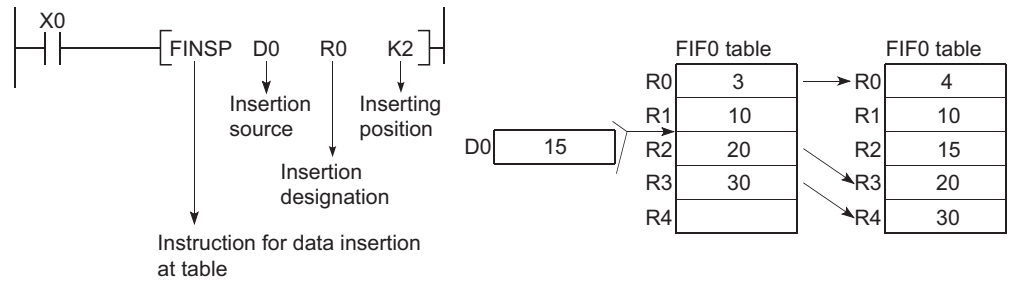 X0
FINSP D0 R0 K2
Insertion
source
Inserting
position
Insertion
designation
Instruction for data insertion
at table
D0 15
FIF0 table
R0 3
R1 10
R2 20
R3 30
R4
FIF0 table
R0 4
R1 10
R2 15
R3 20
R4 30